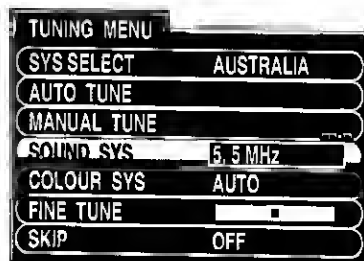 TUNING MENU
SYS SELECT AUSTRALIA
AUTO TUNE
MANUAL TUNE
SOUND SYS 5.5 MHz
COLOUR SYS AUTO
FINE TUNE
SKIP OFF